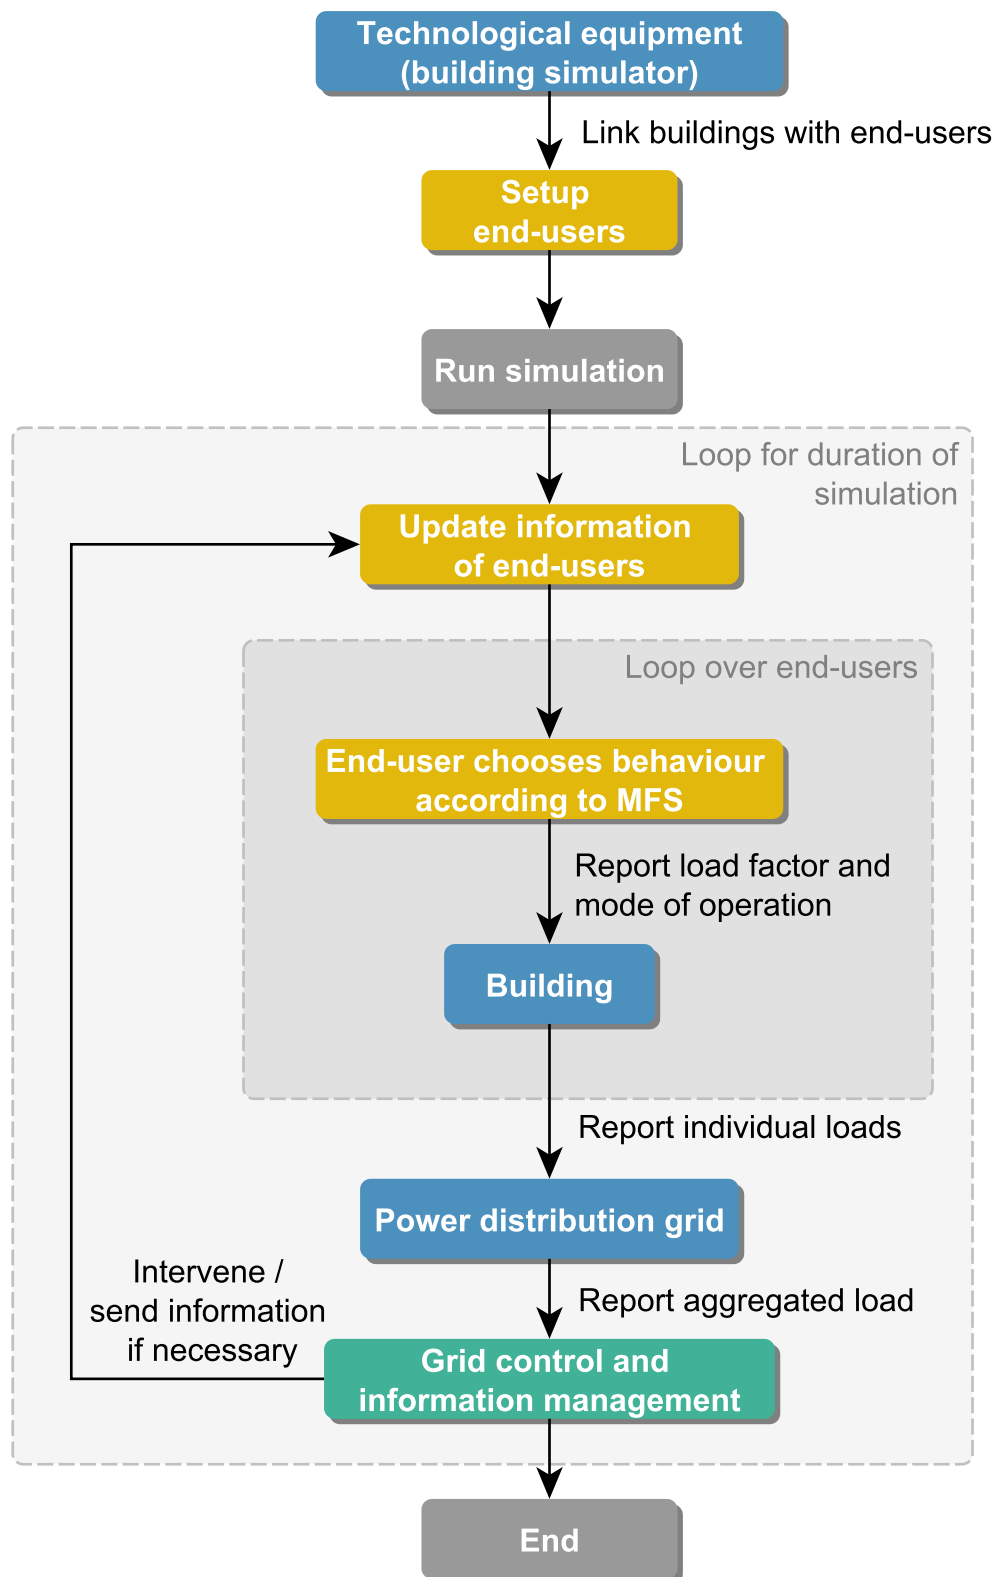 Technological equipment
(building simulator)
Link buildings with end-users
Setup
end-users
Run simulation
Loop for duration of
simulation
Update information
of end-users
Loop over end-users
End-user chooses behaviour
according to MFS
Report load factor and
mode of operation
Building
Report individual loads
Power distribution grid
Report aggregated load
Intervene /
send information
if necessary
Grid control and
information management
End